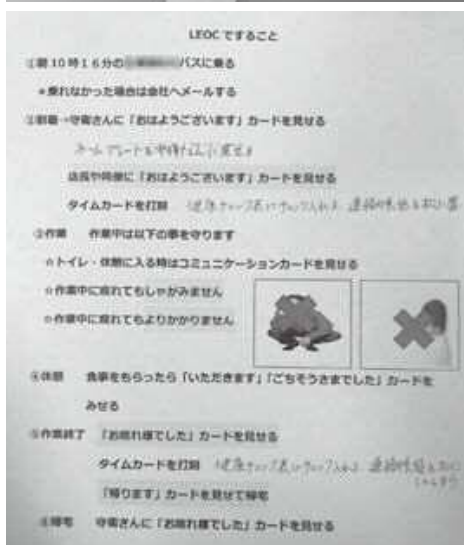 LEOCですること
①朝10時16分の バスに乗る
＊乗れなかった場合は会社へメールする
②到着→守衛さんに「おはようございます」カードを見せる
店長や同僚に「おはようございます」カードを見せる
タイムカードを打刻
③作業 作業中は以下の事を守ります
☆トイレ・休憩に入る時はコミュニケーションカードを見せる
☆作業中に疲れてもしゃがみません
☆作業中に疲れてもよりかかりません
④休憩 食事をもらったら「いただきます」「ごちそうさまでした」カードを
みせる
⑤作業終了 「お疲れ様でした」カードを見せる
タイムカードを打刻
「帰ります」カードを見せて帰宅
⑥帰宅 守衛さんに「お疲れ様でした」カードを見せる